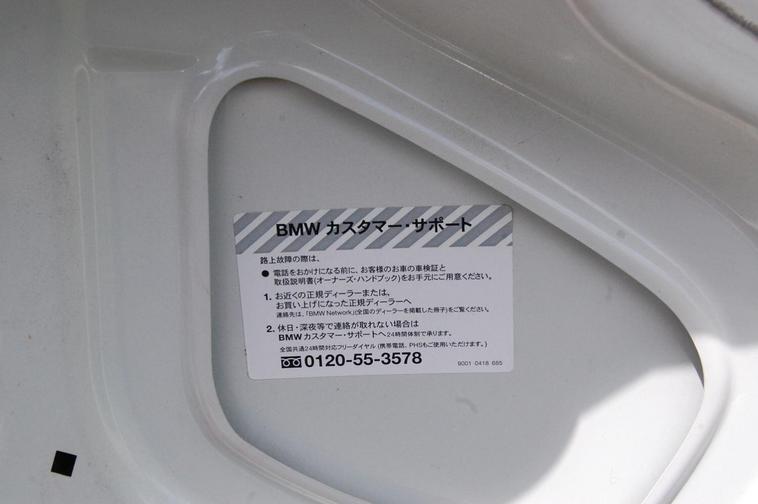 BMW カスタマー・サポート
路上故障の際は、
● 電話をおかけになる前に、お客様のお車の車検証と
取扱説明書(オーナーズ・ハンドブック)をお手元にご用意ください。
1. お近くの正規ディーラーまたは、
お買い上げになった正規ディーラーへ
連絡先は、「BMW Network」(全国のディーラーを掲載した冊子)をご覧ください。
2. 休日・深夜等で連絡が取れない場合は
BMWカスタマー・サポートへ24時間体制で承ります。
全国共通24時間対応フリーダイヤル (携帯電話、PHSもご使用いただけます。)
0120-55-3578
9001 0418 685